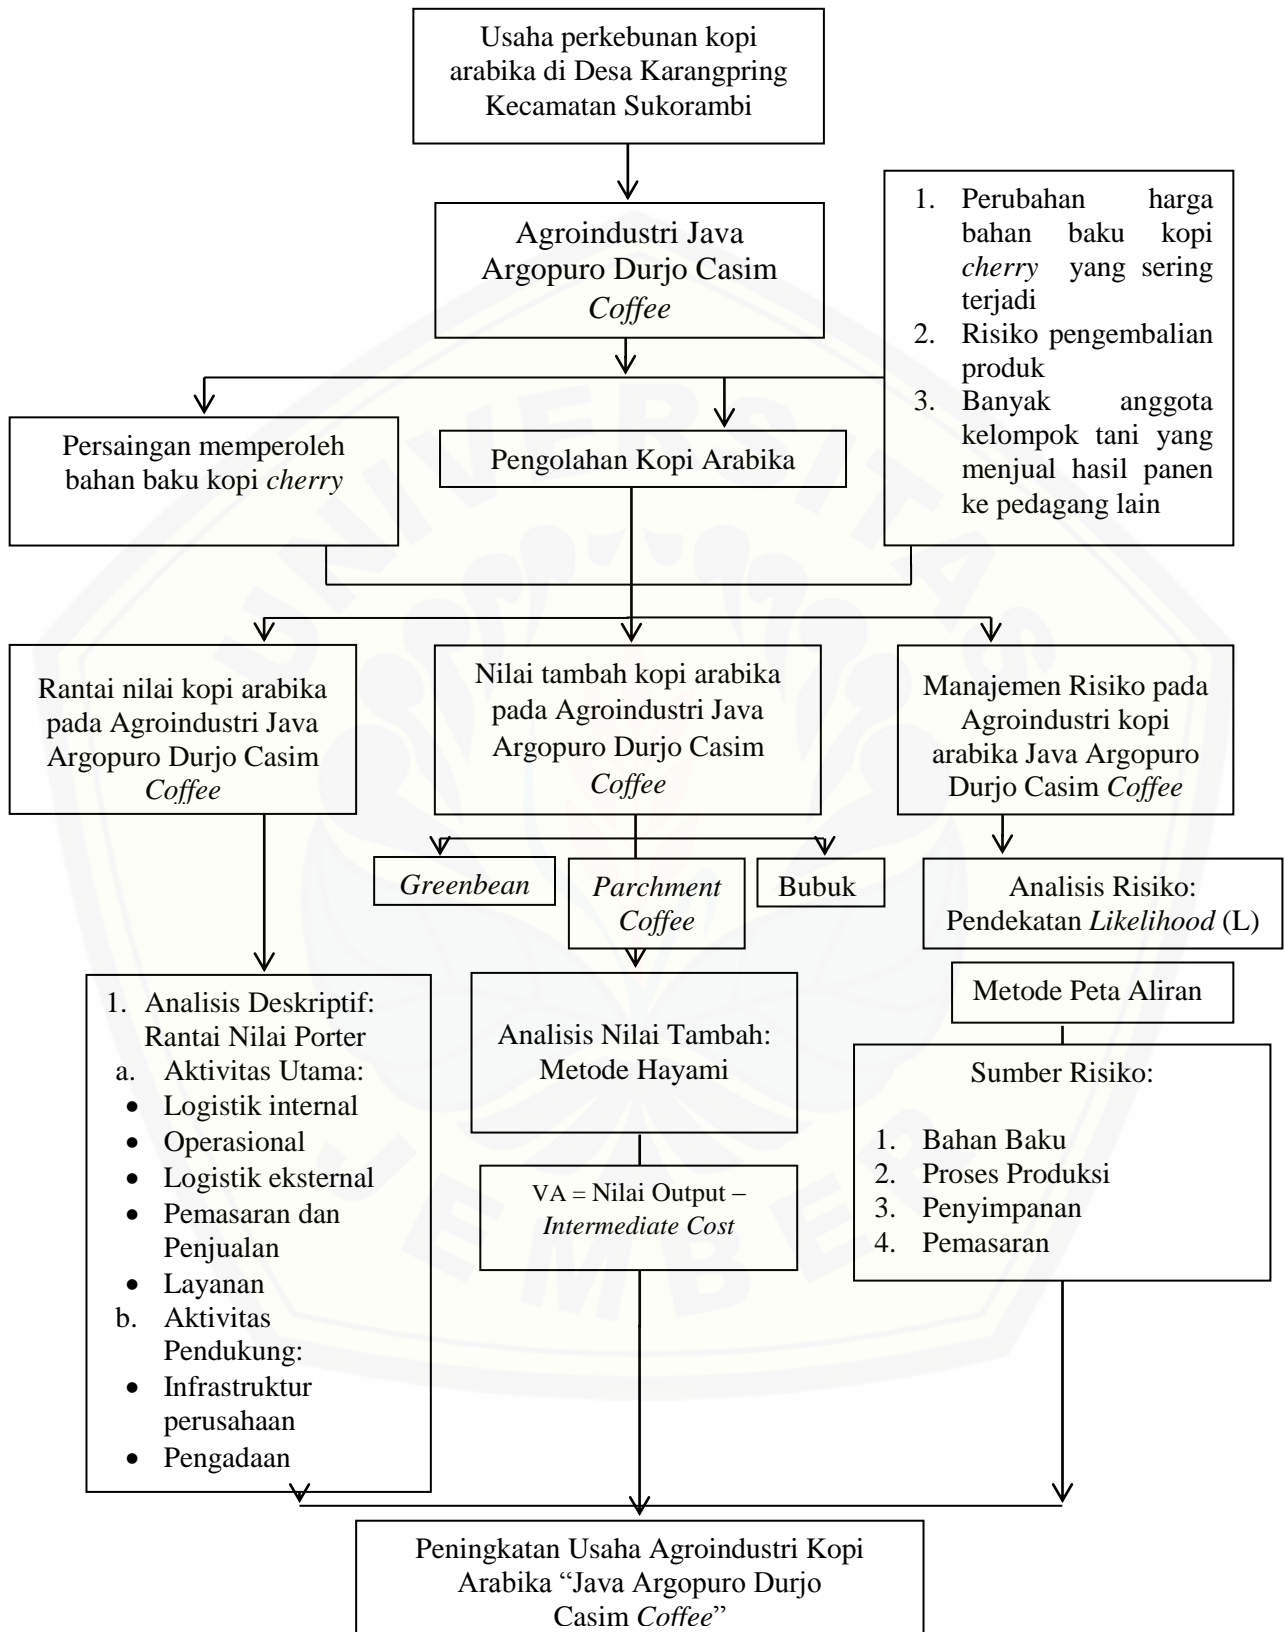 Usaha perkebunan kopi
arabika di Desa Karangpring
Kecamatan Sukorambi
Agroindustri Java
Argopuro Durjo Casim
Coffee
1. Perubahan harga
bahan baku kopi
cherry yang sering
terjadi
2. Risiko pengembalian
produk
3. Banyak anggota
kelompok tani yang
menjual hasil panen
ke pedagang lain
Persaingan memperoleh
bahan baku kopi cherry
Pengolahan Kopi Arabika
Rantai nilai kopi arabika
pada Agroindustri Java
Argopuro Durjo Casim
Coffee
Nilai tambah kopi arabika
pada Agroindustri Java
Argopuro Durjo Casim
Coffee
Manajemen Risiko pada
Agroindustri kopi
arabika Java Argopuro
Durjo Casim Coffee
Greenbean
Parchment
Coffee
Bubuk
Analisis Risiko:
Pendekatan Likelihood (L)
1. Analisis Deskriptif:
Rantai Nilai Porter
a. Aktivitas Utama:
• Logistik internal
• Operasional
• Logistik eksternal
• Pemasaran dan
Penjualan
• Layanan
b. Aktivitas
Pendukung:
• Infrastruktur
perusahaan
• Pengadaan
Analisis Nilai Tambah:
Metode Hayami
VA = Nilai Output –
Intermediate Cost
Metode Peta Aliran
Sumber Risiko:
1. Bahan Baku
2. Proses Produksi
3. Penyimpanan
4. Pemasaran
Peningkatan Usaha Agroindustri Kopi
Arabika “Java Argopuro Durjo
Casim Coffee”
UNIVERSITAS
JEMBER